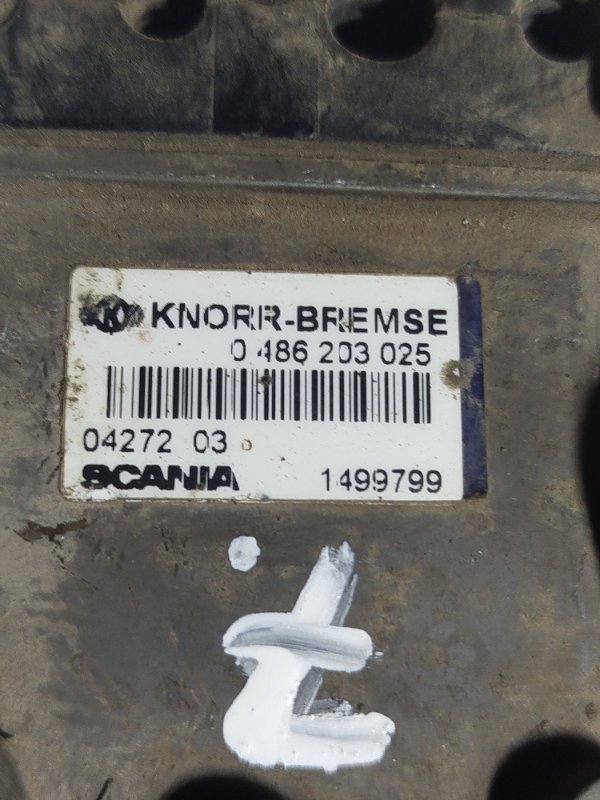 KNORR-BREMSE
0 486 203 025
04272 03
SCANIA 1499799